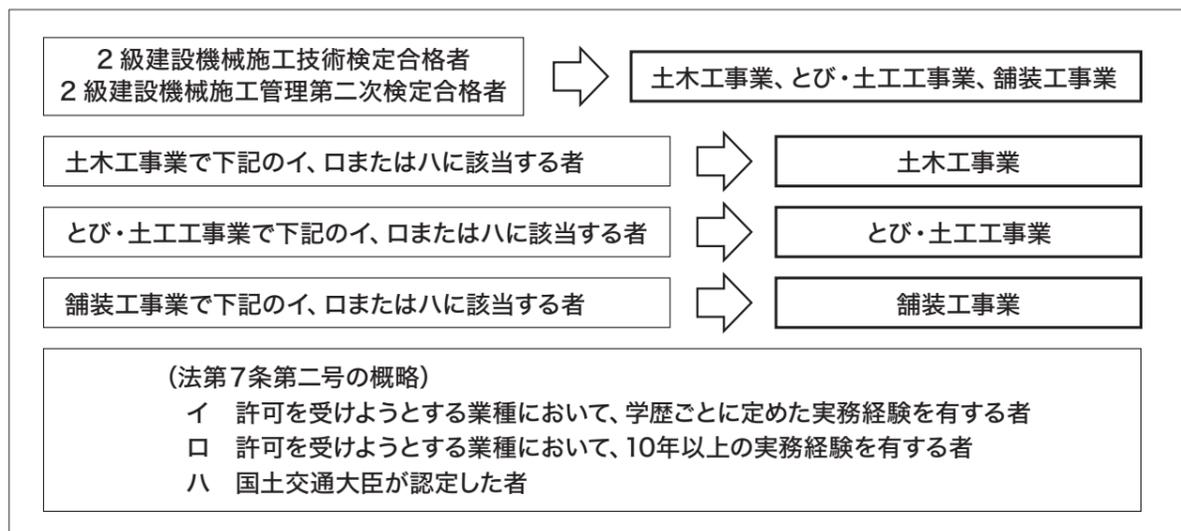 2級建設機械施工技術検定合格者
2級建設機械施工管理第二次検定合格者
土木工事業、とび・土工工事業、舗装工事業
土木工事業で下記のイ、ロまたはハに該当する者
土木工事業
とび・土工工事業で下記のイ、ロまたはハに該当する者
とび・土工工事業
舗装工事業で下記のイ、ロまたはハに該当する者
舗装工事業
(法第7条第二号の概略)
イ 許可を受けようとする業種において、学歴ごとに定めた実務経験を有する者
ロ 許可を受けようとする業種において、10年以上の実務経験を有する者
ハ 国土交通大臣が認定した者